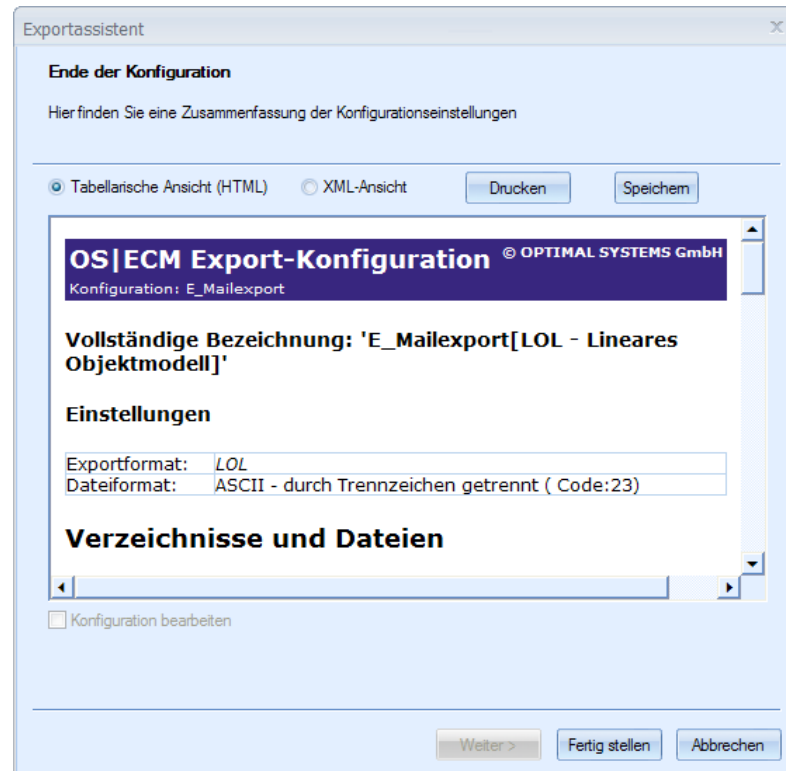 Exportassistent
Ende der Konfiguration
Hier finden Sie eine Zusammenfassung der Konfigurationseinstellungen
Tabellarische Ansicht (HTML) XML-Ansicht Drucken Speichern
OS|ECM Export-Konfiguration © OPTIMAL SYSTEMS GmbH
Konfiguration: E_Mailexport
Vollständige Bezeichnung: 'E_Mailexport[LOL - Lineares
Objektmodell]'
Einstellungen
Exportformat: LOL
Dateiformat: ASCII - durch Trennzeichen getrennt ( Code:23)
Verzeichnisse und Dateien
Konfiguration bearbeiten
Weiter > Fertig stellen Abbrechen